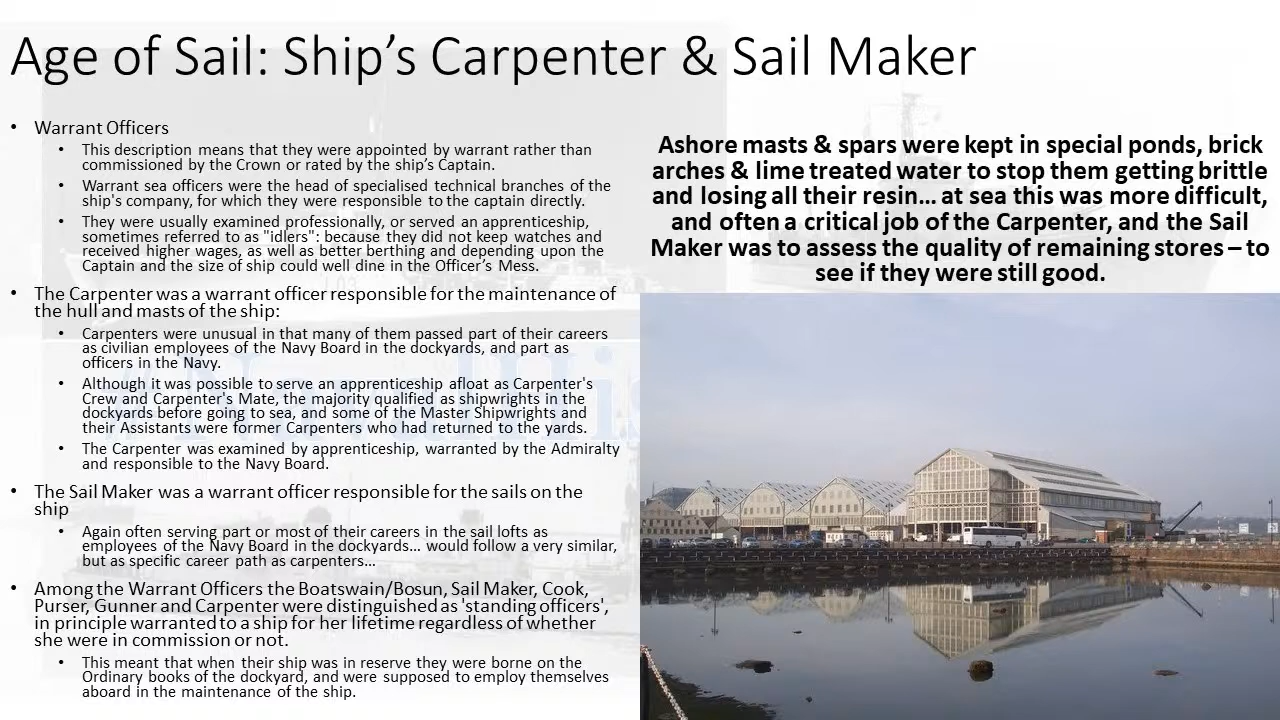 Age of Sail: Ship's Carpenter & Sail Maker
• Warrant Officers
• This description means that they were appointed by warrant rather than
commissioned by the Crown or rated by the ship's Captain.
• Warrant sea officers were the head of specialised technical branches of the
ship's company, for which they were responsible to the captain directly.
• They were usually examined professionally, or served an apprenticeship,
sometimes referred to as "idlers": because they did not keep watches and
received higher wages, as well as better berthing and depending upon the
Captain and the size of ship could well dine in the Officer's Mess.
• The Carpenter was a warrant officer responsible for the maintenance of
the hull and masts of the ship:
• Carpenters were unusual in that many of them passed part of their careers
as civilian employees of the Navy Board in the dockyards, and part as
officers in the Navy.
• Although it was possible to serve an apprenticeship afloat as Carpenter's
Crew and Carpenter's Mate, the majority qualified as shipwrights in the
dockyards before going to sea, and some of the Master Shipwrights and
their Assistants were former Carpenters who had returned to the yards.
• The Carpenter was examined by apprenticeship, warranted by the Admiralty
and responsible to the Navy Board.
• The Sail Maker was a warrant officer responsible for the sails on the
ship
• Again often serving part or most of their careers in the sail lofts as
employees of the Navy Board in the dockyards... would follow a very similar,
but as specific career path as carpenters...
• Among the Warrant Officers the Boatswain/Bosun, Sail Maker, Cook,
Purser, Gunner and Carpenter were distinguished as 'standing officers',
in principle warranted to a ship for her lifetime regardless of whether
she were in commission or not.
• This meant that when their ship was in reserve they were borne on the
Ordinary books of the dockyard, and were supposed to employ themselves
aboard in the maintenance of the ship.
Ashore masts & spars were kept in special ponds, brick
arches & lime treated water to stop them getting brittle
and losing all their resin... at sea this was more difficult,
and often a critical job of the Carpenter, and the Sail
Maker was to assess the quality of remaining stores – to
see if they were still good.